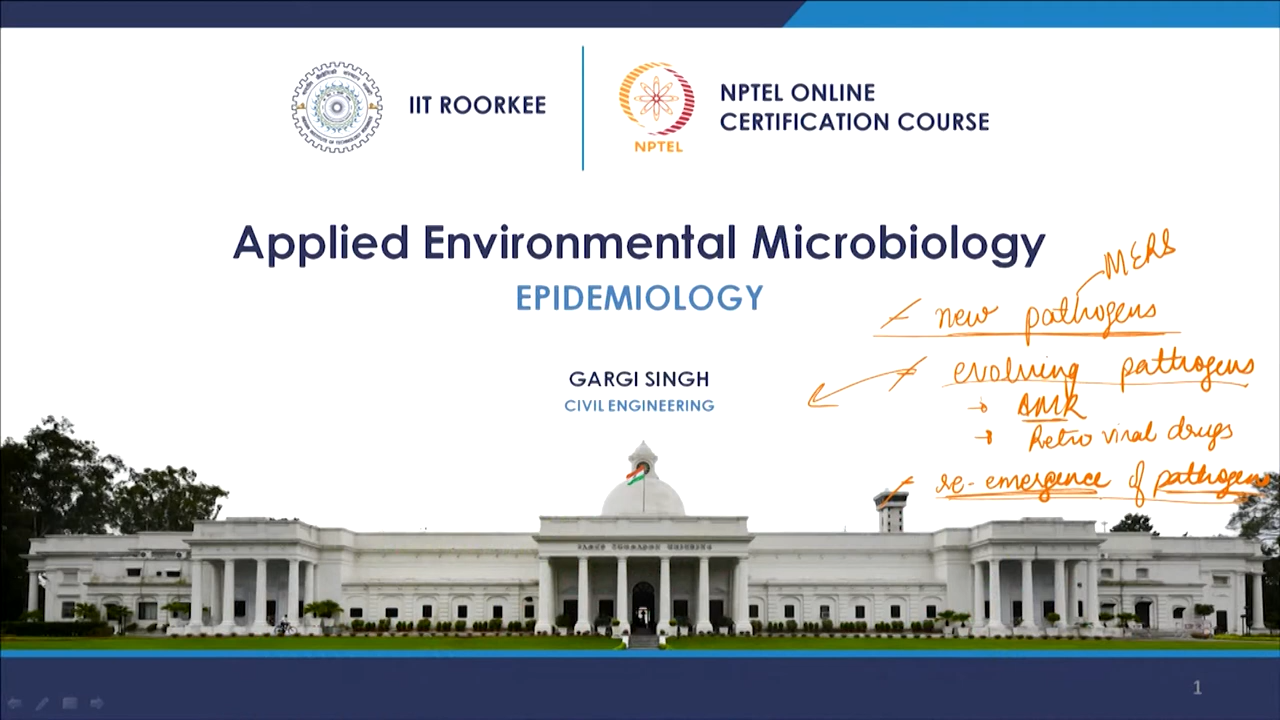 IIT ROORKEE
NPTEL
NPTEL ONLINE
CERTIFICATION COURSE
Applied Environmental Microbiology
EPIDEMIOLOGY
GARGI SINGH
CIVIL ENGINEERING
MERS
new pathogens
evolving pathogens
AMR
Retro viral drugs
re-emergence of pathogens
1